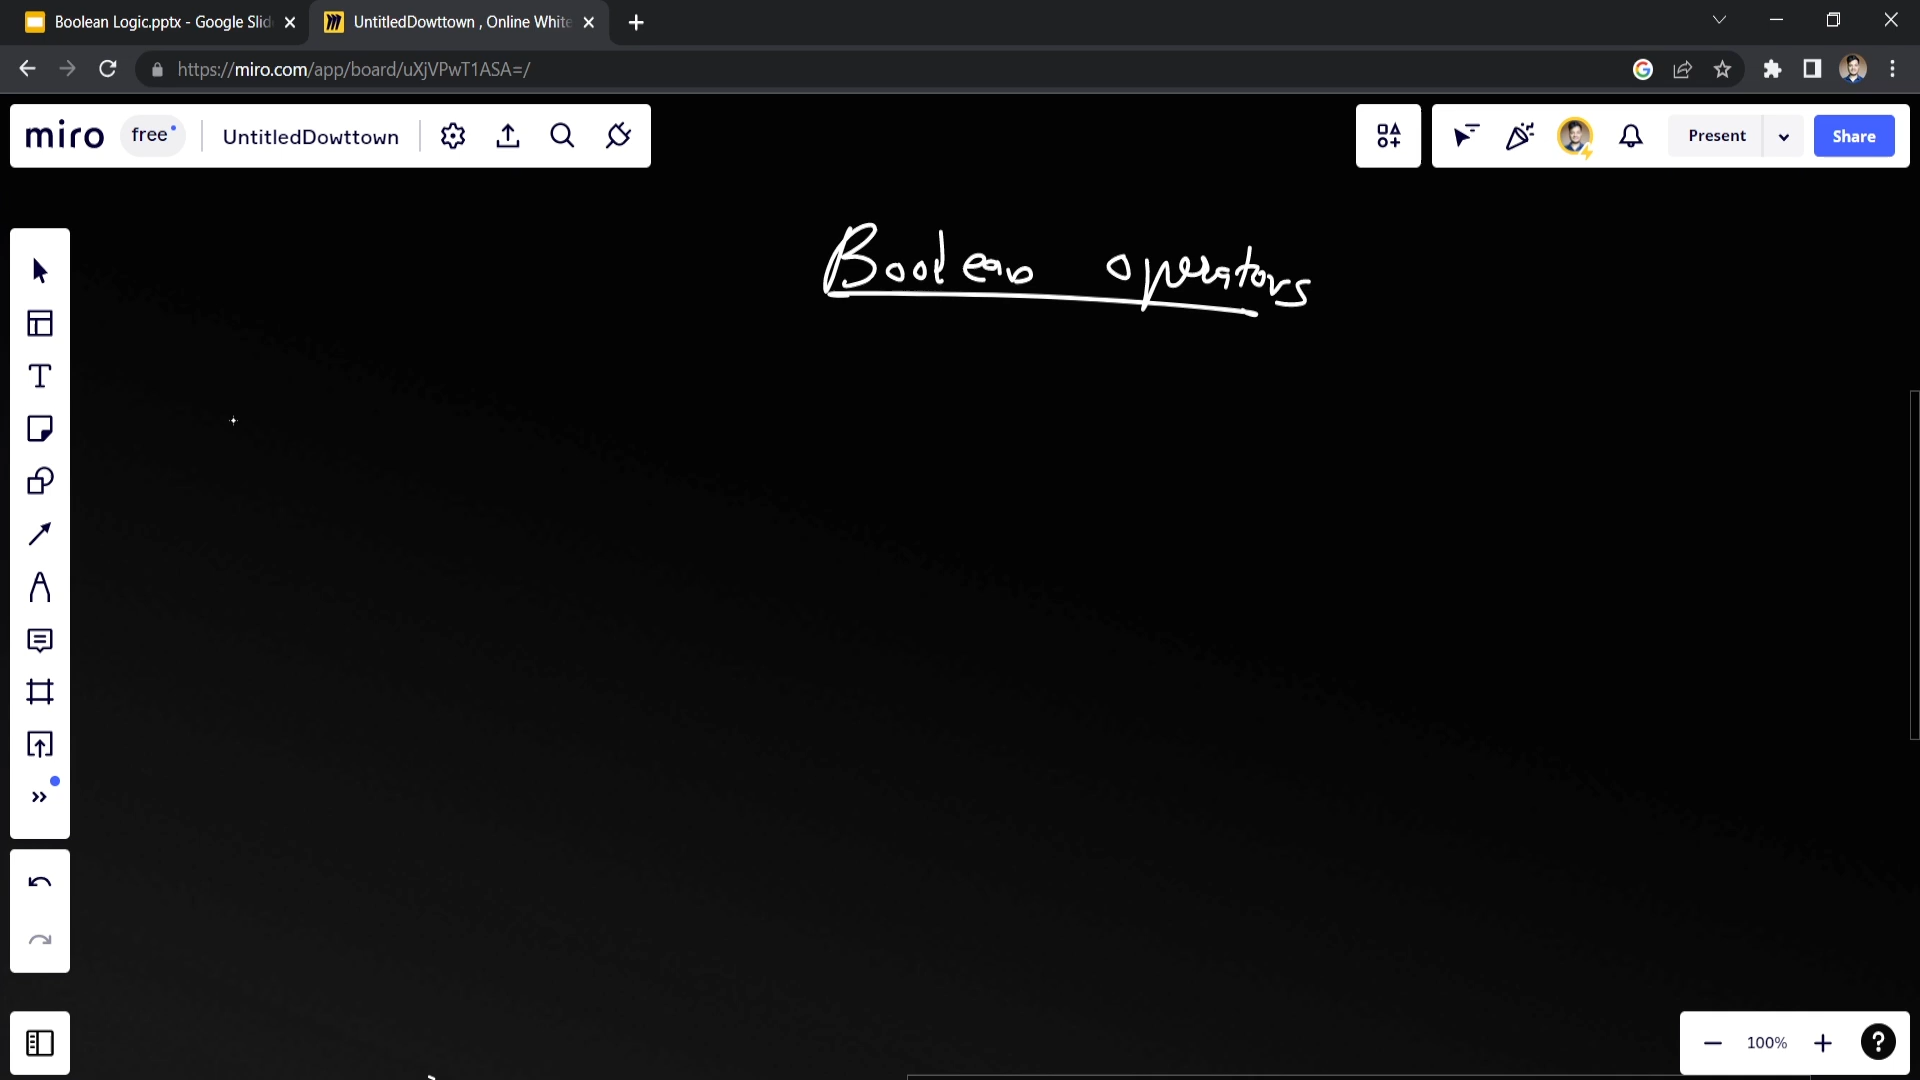 Boolean Logic.pptx - Google Slid
UntitledDowttown , Online White
https://miro.com/app/board/uXjVPwT1ASA=/
miro free UntitledDowttown Present Share
Boolean operators
100%